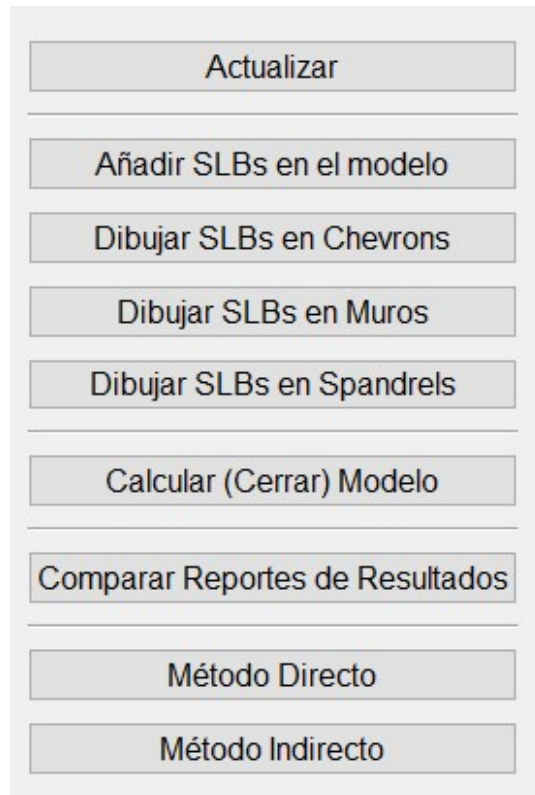 Actualizar
Añadir SLBs en el modelo
Dibujar SLBs en Chevrons
Dibujar SLBs en Muros
Dibujar SLBs en Spandrels
Calcular (Cerrar) Modelo
Comparar Reportes de Resultados
Método Directo
Método Indirecto